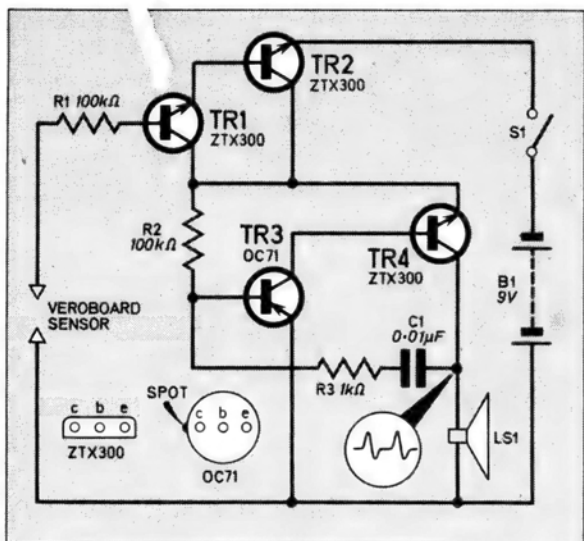 TR2
ZTX300
R1 100kΩ
TR1
ZTX300
S1
R2
100kΩ
TR3
OC71
TR4
ZTX300
B1
9V
VEROBOARD
SENSOR
C1
0·01µF
R3 1kΩ
SPOT
c b e
ZTX300
c b e
OC71
LS1